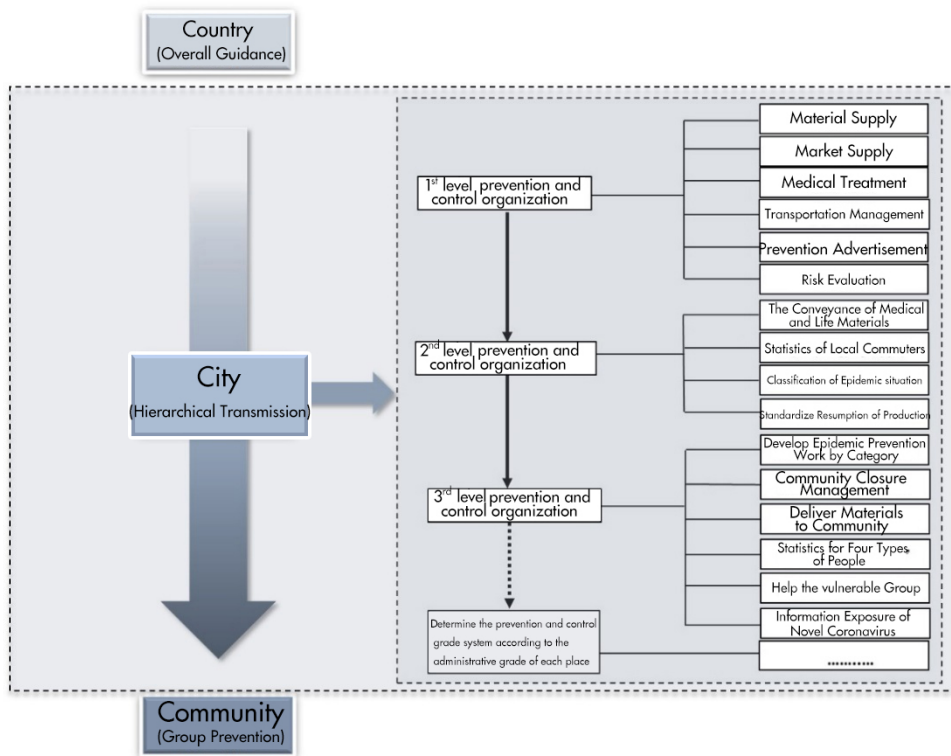 Country
(Overall Guidance)
Material Supply
Market Supply
1st level prevention and
control organization
Medical Treatment
Transportation Management
Prevention Advertisement
Risk Evaluation
The Conveyance of Medical
and Life Materials
2nd level prevention and
control organization
Statistics of Local Commuters
City
(Hierarchical Transmission)
Classification of Epidemic situation
Standardize Resumption of Production
Develop Epidemic Prevention
Work by Category
3rd level prevention and
control organization
Community Closure
Management
Deliver Materials
to Community
Statistics for Four Types
of People
Help the vulnerable Group
Information Exposure of
Novel Coronavirus
Determine the prevention and control
grade system according to the
administrative grade of each place
...........
Community
(Group Prevention)